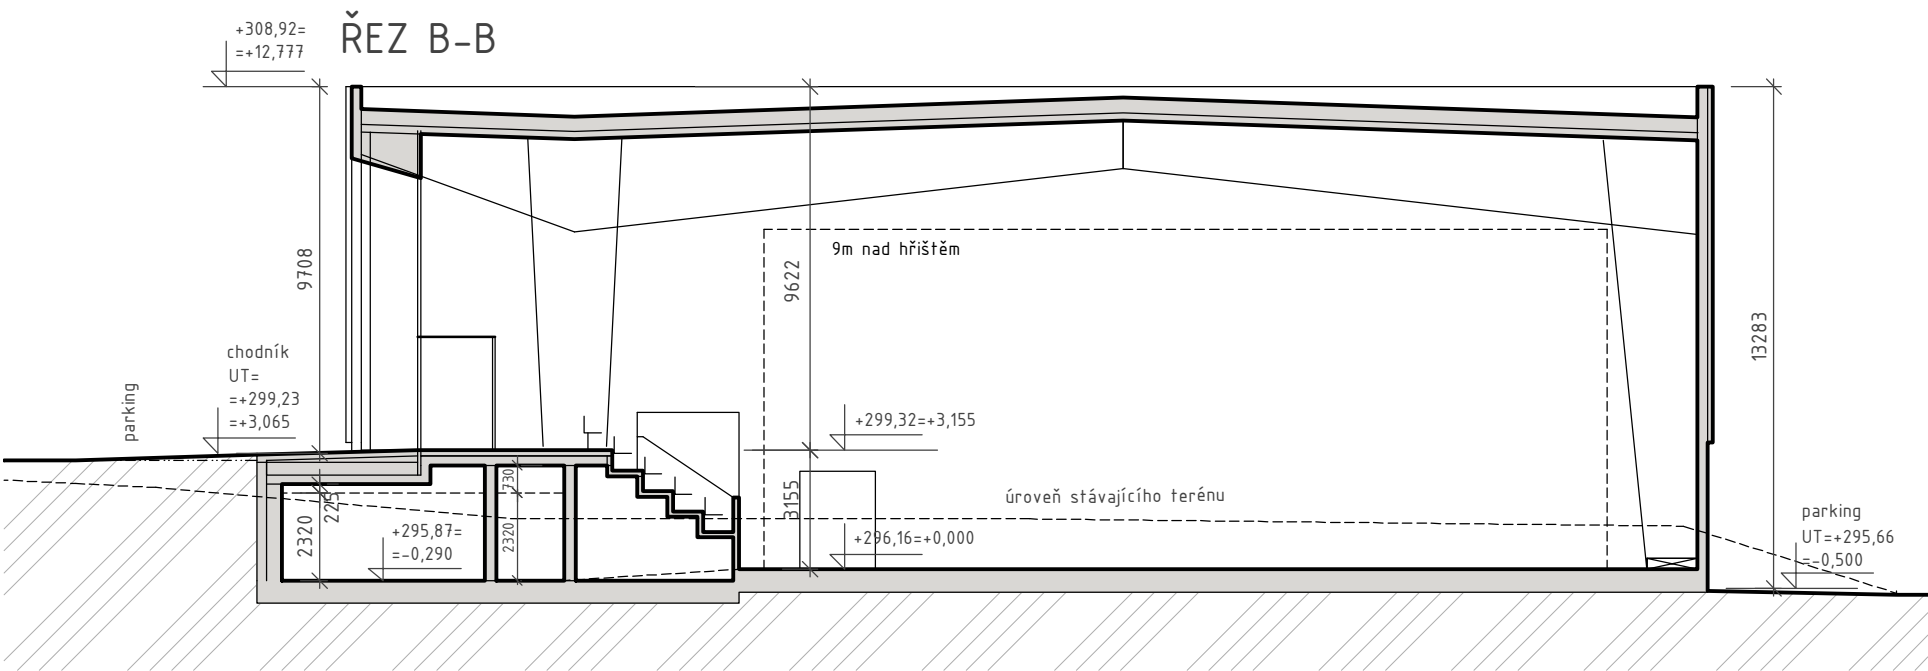 +308,92=
=+12,777
ŘEZ B-B
9m nad hřištěm
9708
9622
13283
chodník
UT=
=+299,23
=+3,065
parking
+299,32=+3,155
730
225
2320
2320
3155
+295,87=
=-0,290
úroveň stávajícího terénu
+296,16=+0,000
parking
UT=+295,66
=-0,500